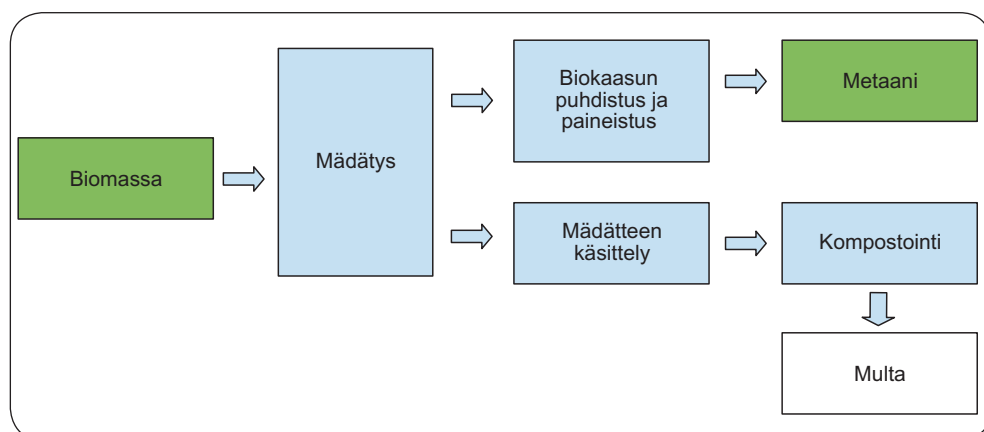 Biomassa
Mädätys
Biokaasun
puhdistus ja
paineistus
Metaani
Mädätteen
käsittely
Kompostointi
Multa